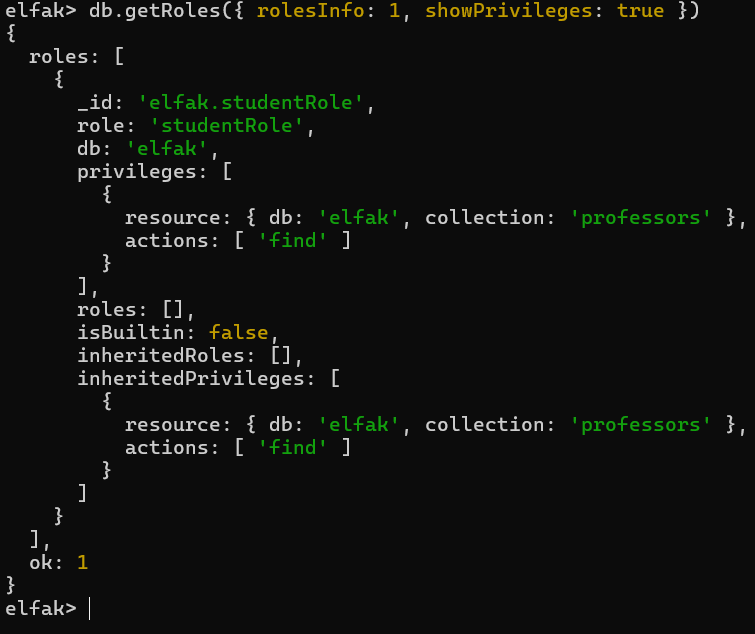 elfak> db.getRoles({ rolesInfo: 1, showPrivileges: true })
{
  roles: [
    {
      _id: 'elfak.studentRole',
      role: 'studentRole',
      db: 'elfak',
      privileges: [
        {
          resource: { db: 'elfak', collection: 'professors' },
          actions: [ 'find' ]
        }
      ],
      roles: [],
      isBuiltin: false,
      inheritedRoles: [],
      inheritedPrivileges: [
        {
          resource: { db: 'elfak', collection: 'professors' },
          actions: [ 'find' ]
        }
      ]
    }
  ],
  ok: 1
}
elfak>